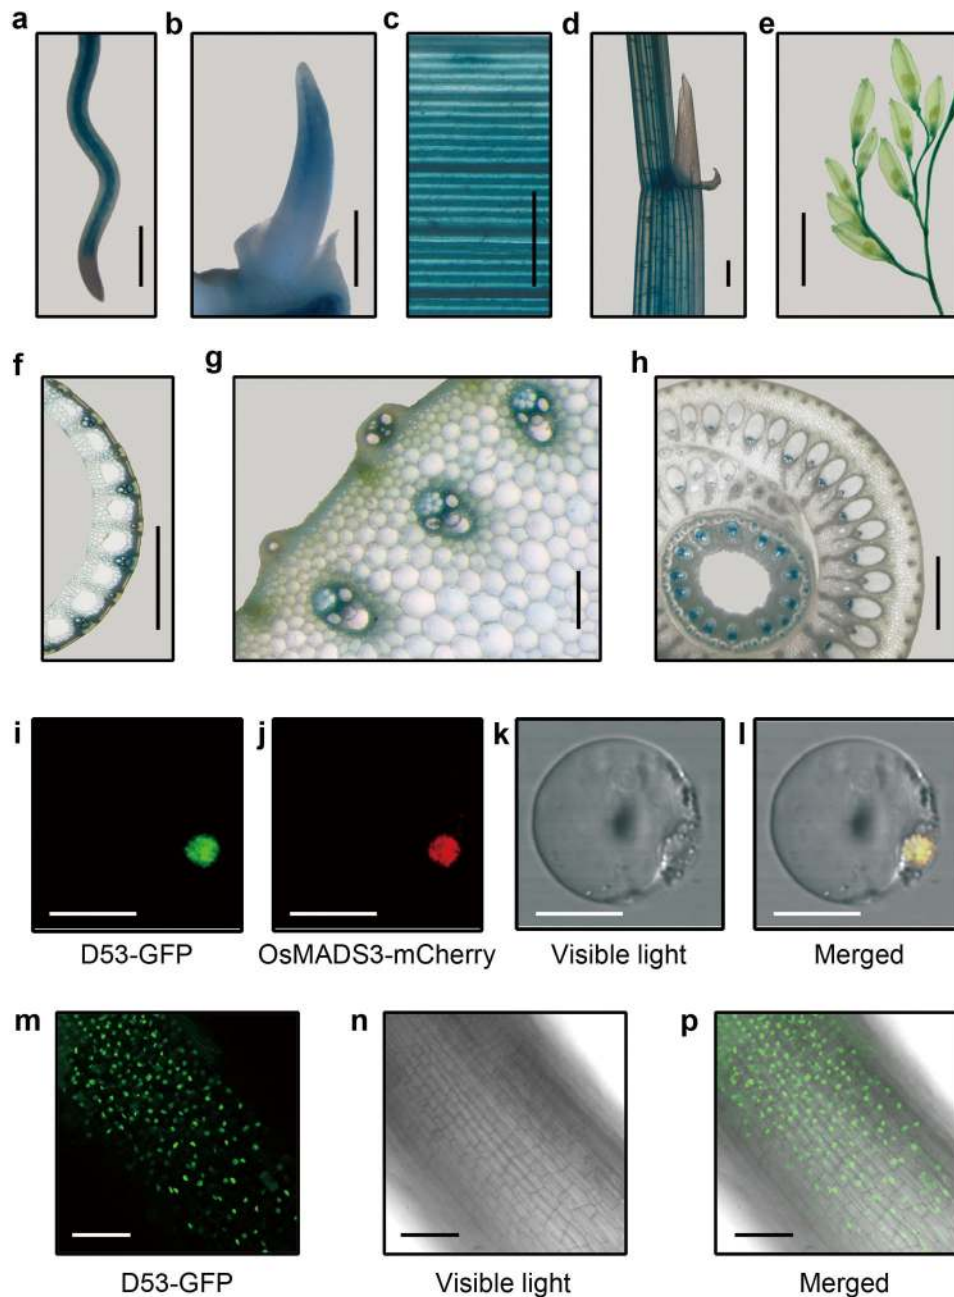 a b c d e
f g h
i j k l
D53-GFP OsMADS3-mCherry Visible light Merged
m n p
D53-GFP Visible light Merged